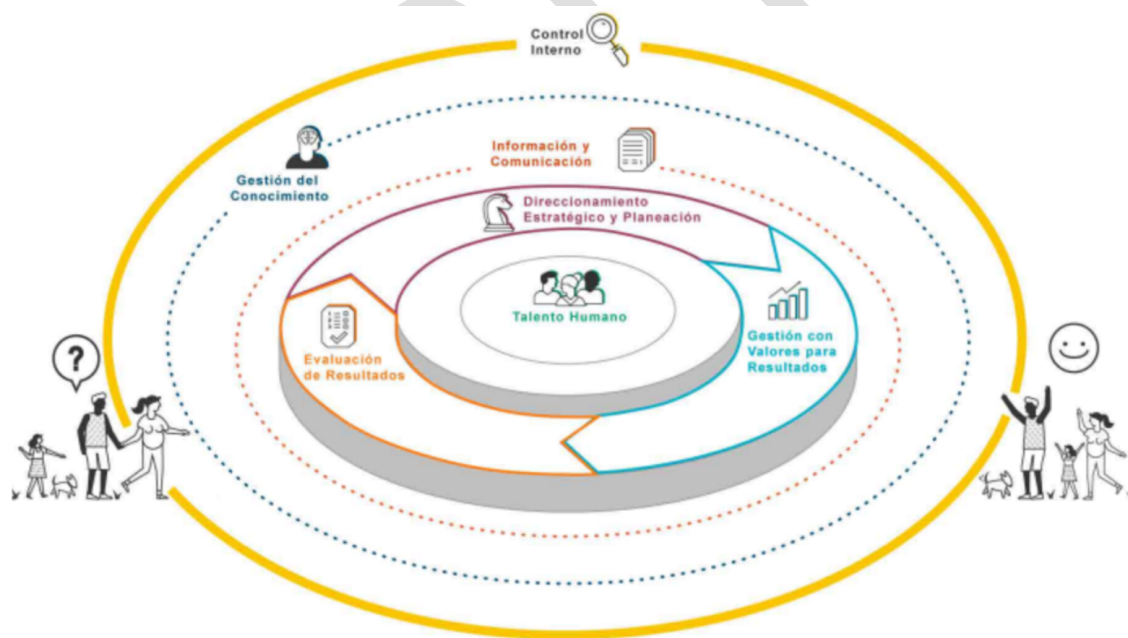 Control
Interno
Información y
Comunicación
Gestión del
Conocimiento
Direccionamiento
Estratégico y Planeación
Talento Humano
Gestión con
Valores para
Resultados
Evaluación
de Resultados
?